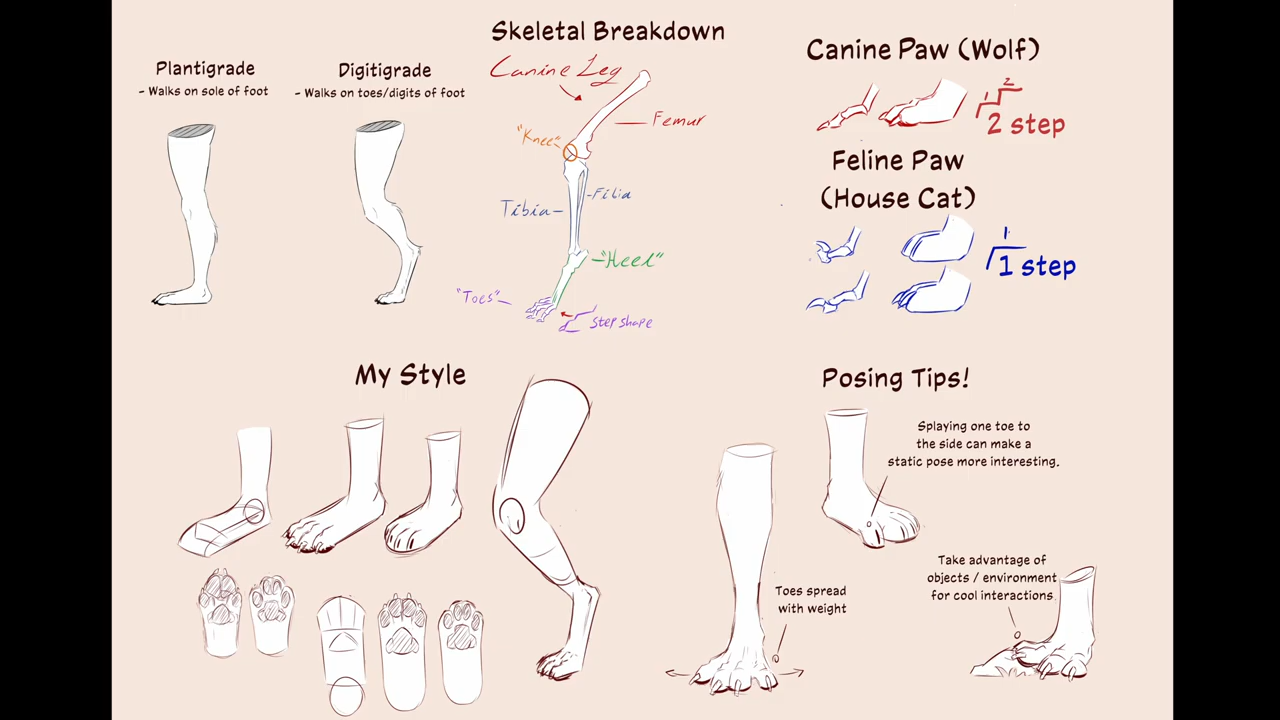 Plantigrade
- Walks on sole of foot
Digitigrade
- Walks on toes/digits of foot
Skeletal Breakdown
Canine Leg
Femur
"Knee"
Filia
Tibia
"Heel"
"Toes"
Step shape
Canine Paw (Wolf)
1 2
2 step
Feline Paw
(House Cat)
1
1 step
My Style
Posing Tips!
Splaying one toe to
the side can make a
static pose more interesting.
Toes spread
with weight
Take advantage of
objects / environment
for cool interactions